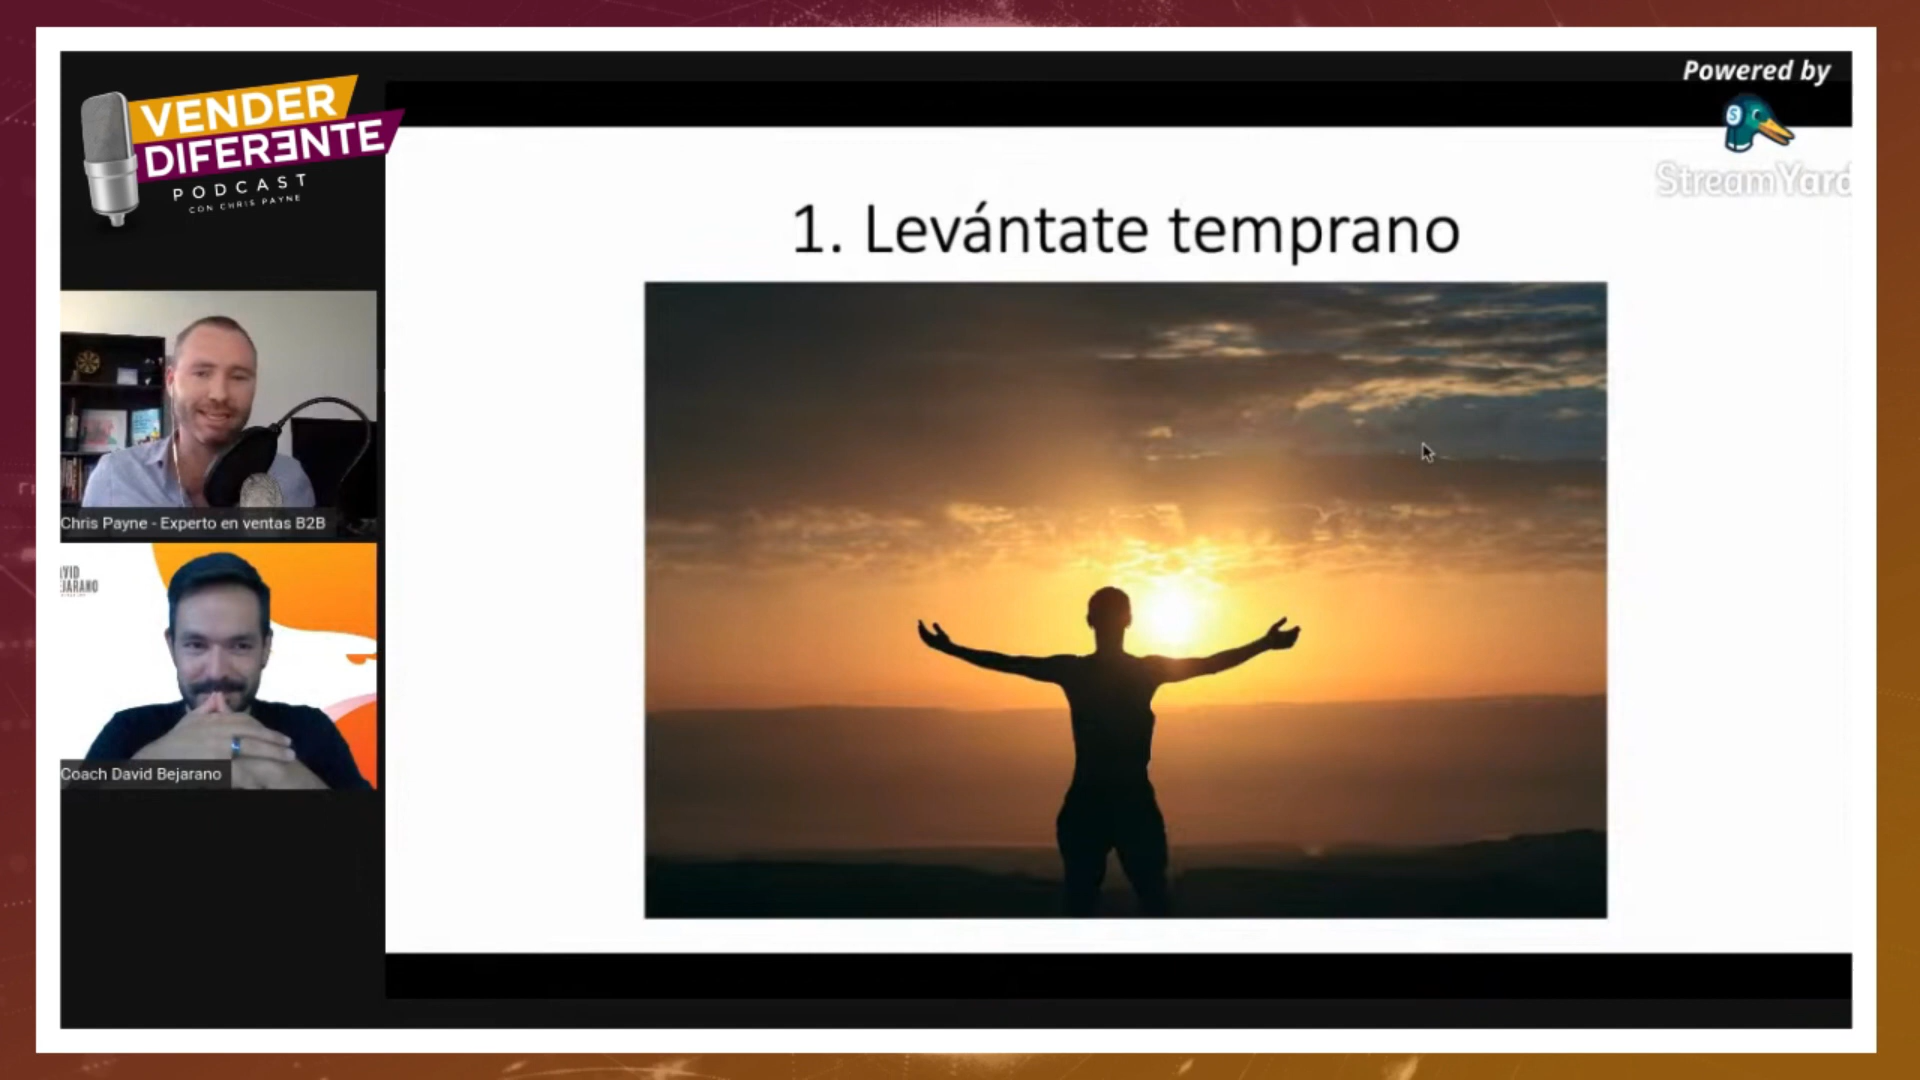 VENDER
DIFERƎNTE
PODCAST
CON CHRIS PAYNE
Powered by
StreamYard
1. Levántate temprano
Chris Payne - Experto en ventas B2B
Coach David Bejarano